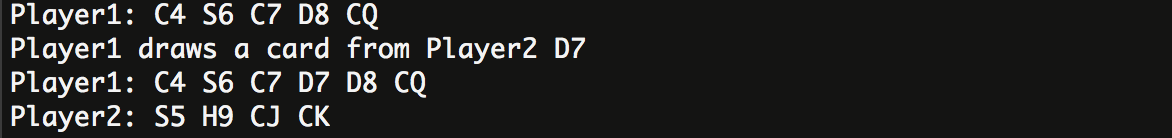 Player1: C4 S6 C7 D8 CQ
Player1 draws a card from Player2 D7
Player1: C4 S6 C7 D7 D8 CQ
Player2: S5 H9 CJ CK